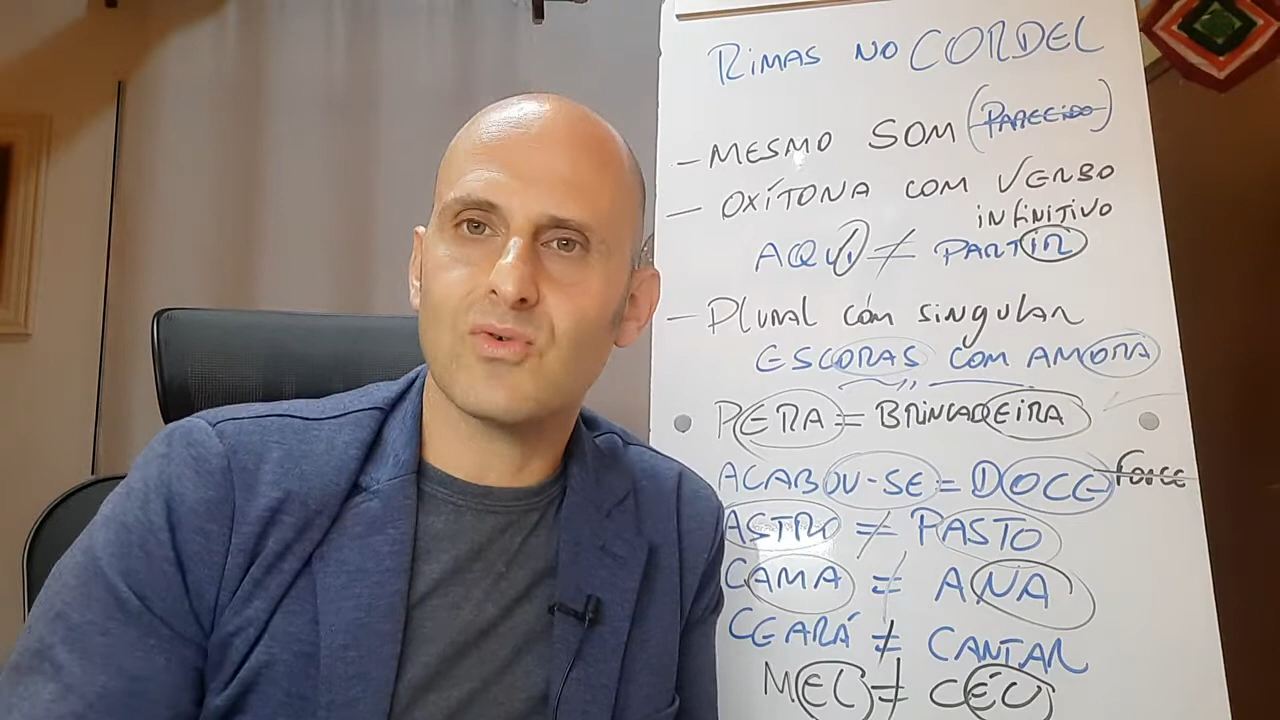 RIMAS NO CORDEL
- MESMO SOM (PARECIDO)
- OXÍTONA COM VERBO
INFINITIVO
AQUI ≠ PARTIR
- PLURAL COM SINGULAR
ESCORAS COM AMORA
PERA = BRINCADEIRA
ACABOU-SE = DOCE FOSSE
ASTRO ≠ PASTO
CAMA ≠ ANA
CEARÁ ≠ CANTAR
MEL ≠ CÉU